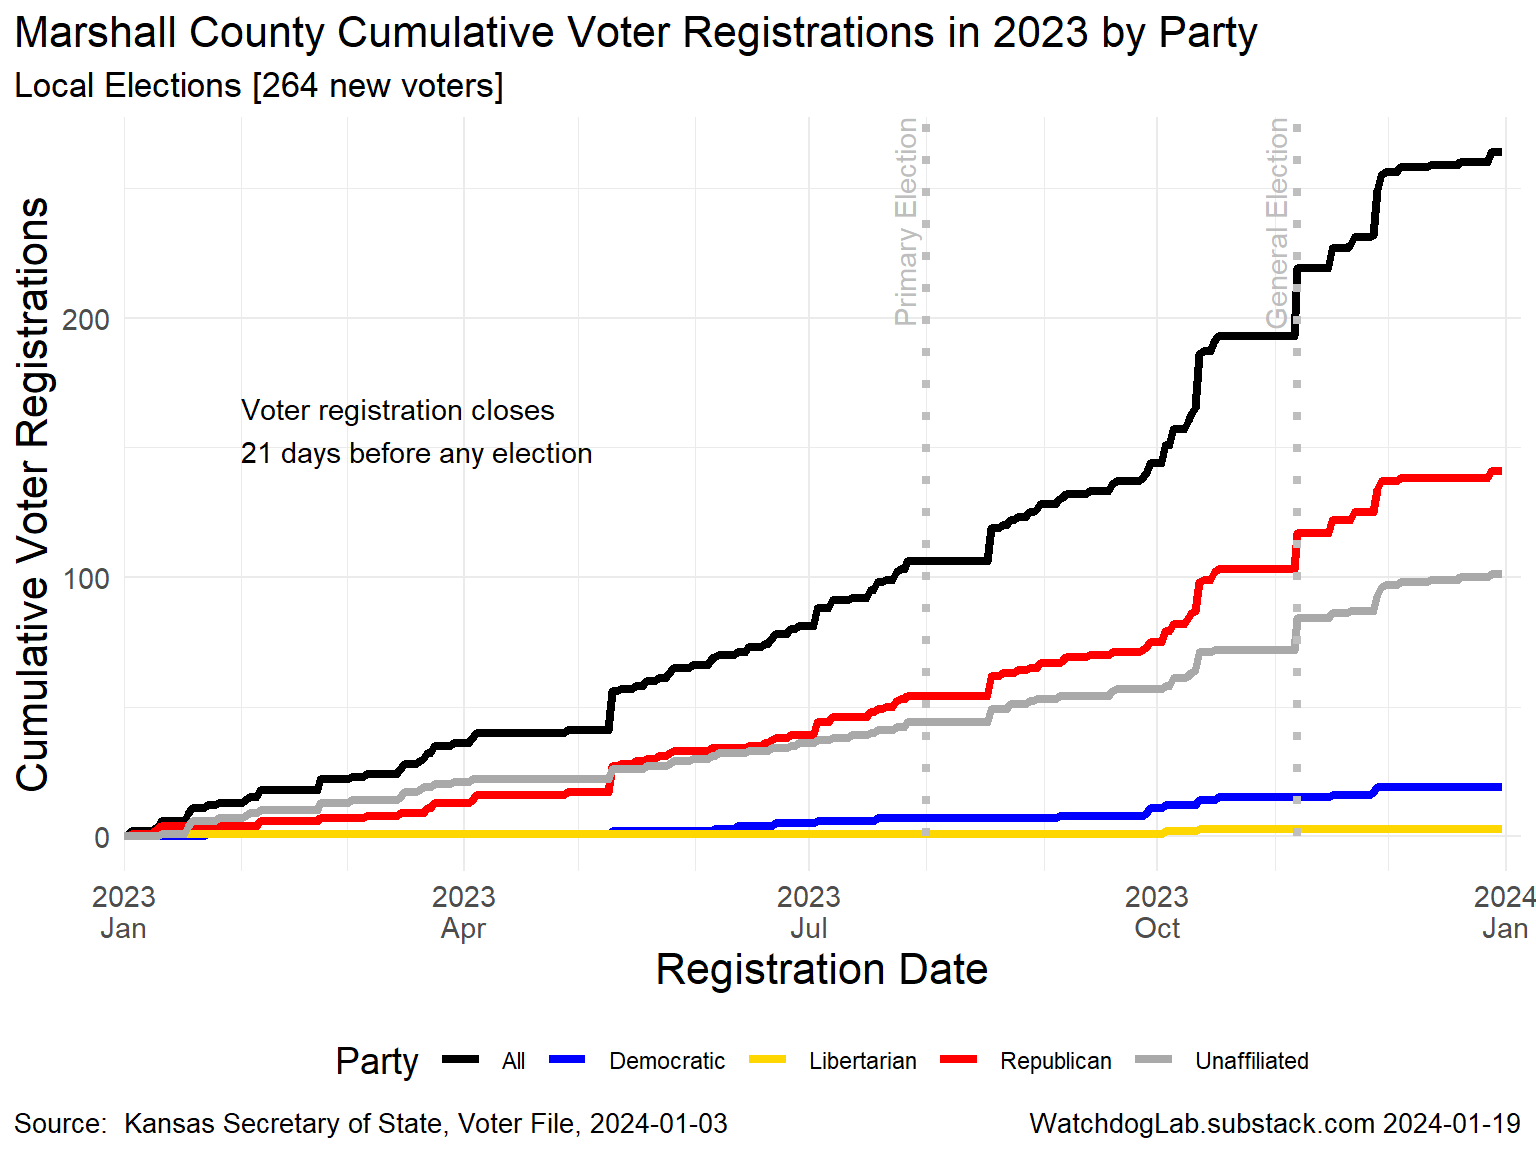 Marshall County Cumulative Voter Registrations in 2023 by Party
Local Elections [264 new voters]
Cumulative Voter Registrations
200
100
0
Primary Election
General Election
Voter registration closes
21 days before any election
2023 2023 2023 2023 2024
Jan Apr Jul Oct Jan
Registration Date
Party All Democratic Libertarian Republican Unaffiliated
Source: Kansas Secretary of State, Voter File, 2024-01-03
WatchdogLab.substack.com 2024-01-19